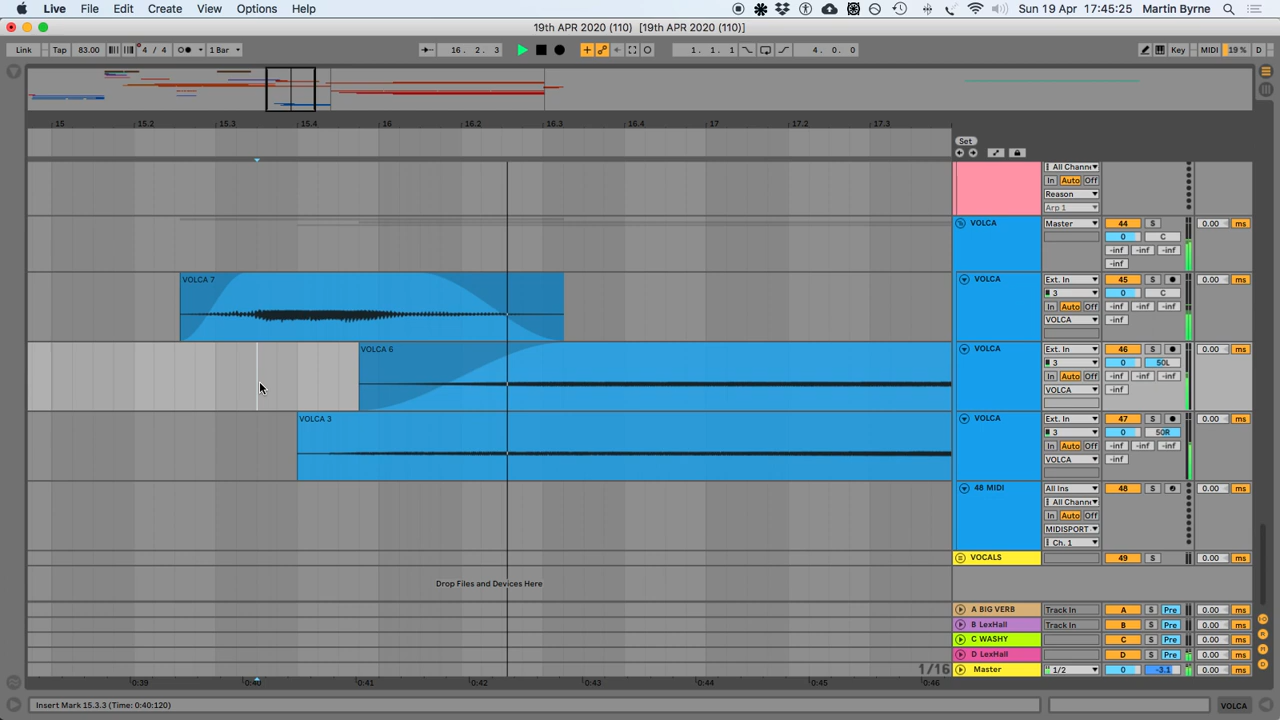 Live File Edit Create View Options Help Sun 19 Apr 17:45:25 Martin Byrne
19th APR 2020 (110) [19th APR 2020 (110)]
Link Tap 83.00 4 / 4 1 Bar 16. 2. 3 1. 1. 1 4. 0. 0 Key MIDI 19 % D
15 15.2 15.3 15.4 16 16.2 16.3 16.4 17 17.2 17.3
Set
All Channe
In Auto Off
Reason
Arp 1
VOLCA Master 44 S 0.00 ms
0 C
-inf -inf -inf
-inf
VOLCA 7 VOLCA Ext. In 45 S 0.00 ms
3 0 C
In Auto Off -inf -inf -inf
VOLCA -inf
VOLCA 6 VOLCA Ext. In 46 S 0.00 ms
3 0 50L
In Auto Off -inf -inf -inf
VOLCA -inf
VOLCA 3 VOLCA Ext. In 47 S 0.00 ms
3 0 50R
In Auto Off -inf -inf -inf
VOLCA -inf
48 MIDI All Ins 48 S 0.00 ms
All Channe
In Auto Off
MIDISPORT
Ch. 1
VOCALS 49 S 0.00 ms
Drop Files and Devices Here
A BIG VERB Track In A S Pre 0.00 ms
B LexHall Track In B S Pre 0.00 ms
C WASHY C S Pre 0.00 ms
D LexHall D S Pre 0.00 ms
1/16 Master 1/2 0 -3.1 0.00 ms
0:39 0:40 0:41 0:42 0:43 0:44 0:45 0:46
Insert Mark 15.3.3 (Time: 0:40:120) VOLCA